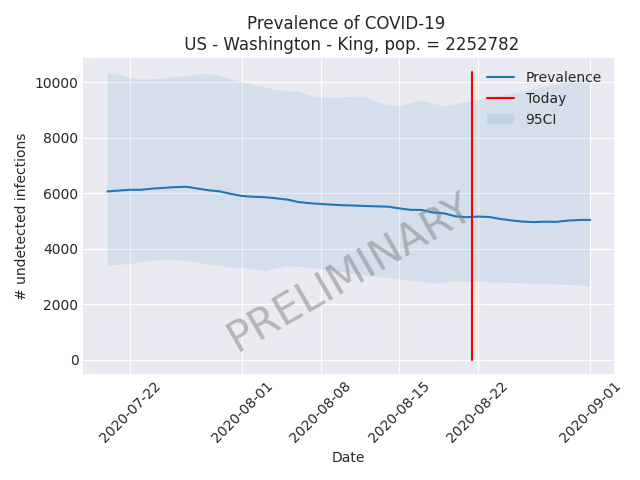 Prevalence of COVID-19
US - Washington - King, pop. = 2252782
Prevalence
Today
95CI
# undetected infections
10000
8000
6000
4000
2000
0
PRELIMINARY
2020-07-22
2020-08-01
2020-08-08
2020-08-15
2020-08-22
2020-09-01
Date